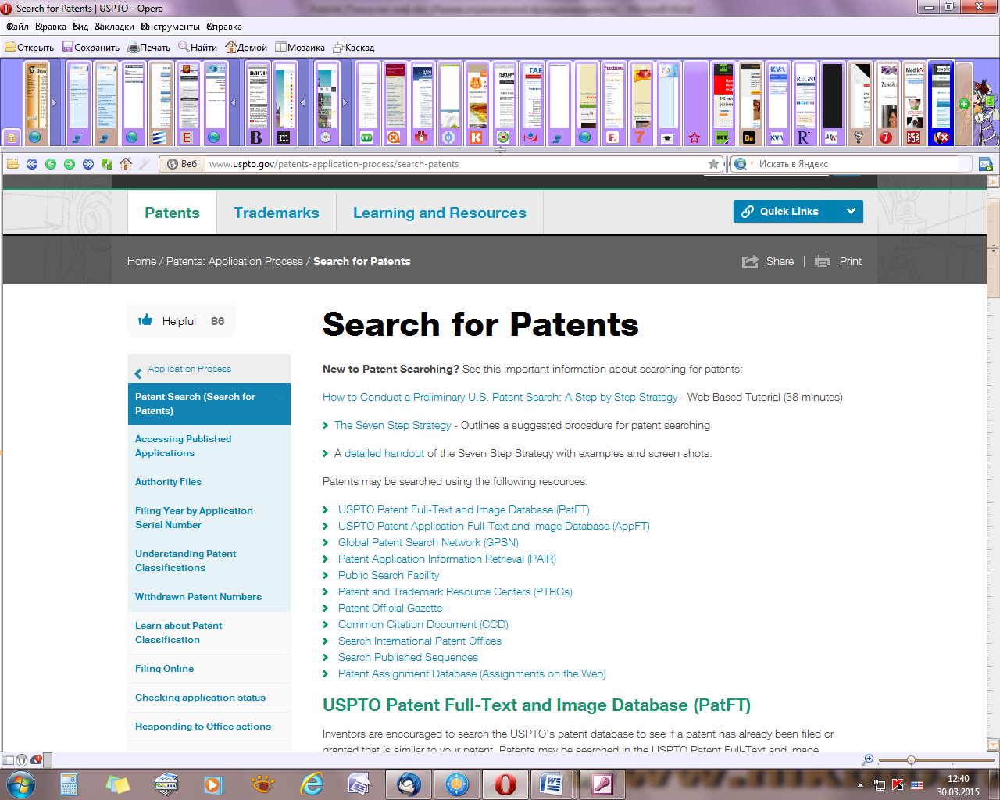 Search for Patents | USPTO - Opera
Файл Правка Вид Закладки Инструменты Справка
Открыть Сохранить Печать Найти Домой Мозаика Каскад
Веб www.uspto.gov/patents-application-process/search-patents Искать в Яндекс
Patents Trademarks Learning and Resources Quick Links
Home / Patents: Application Process / Search for Patents Share | Print
Helpful 86
Application Process
Patent Search (Search for
Patents)
Accessing Published
Applications
Authority Files
Filing Year by Application
Serial Number
Understanding Patent
Classifications
Withdrawn Patent Numbers
Learn about Patent
Classification
Filing Online
Checking application status
Responding to Office actions
Search for Patents
New to Patent Searching? See this important information about searching for patents:
How to Conduct a Preliminary U.S. Patent Search: A Step by Step Strategy - Web Based Tutorial (38 minutes)
The Seven Step Strategy - Outlines a suggested procedure for patent searching
A detailed handout of the Seven Step Strategy with examples and screen shots.
Patents may be searched using the following resources:
USPTO Patent Full-Text and Image Database (PatFT)
USPTO Patent Application Full-Text and Image Database (AppFT)
Global Patent Search Network (GPSN)
Patent Application Information Retrieval (PAIR)
Public Search Facility
Patent and Trademark Resource Centers (PTRCs)
Patent Official Gazette
Common Citation Document (CCD)
Search International Patent Offices
Search Published Sequences
Patent Assignment Database (Assignments on the Web)
USPTO Patent Full-Text and Image Database (PatFT)
Inventors are encouraged to search the USPTO's patent database to see if a patent has already been filed or
granted that is similar to your patent. Patents may be searched in the USPTO Patent Full-Text and Image
12:40
30.03.2015